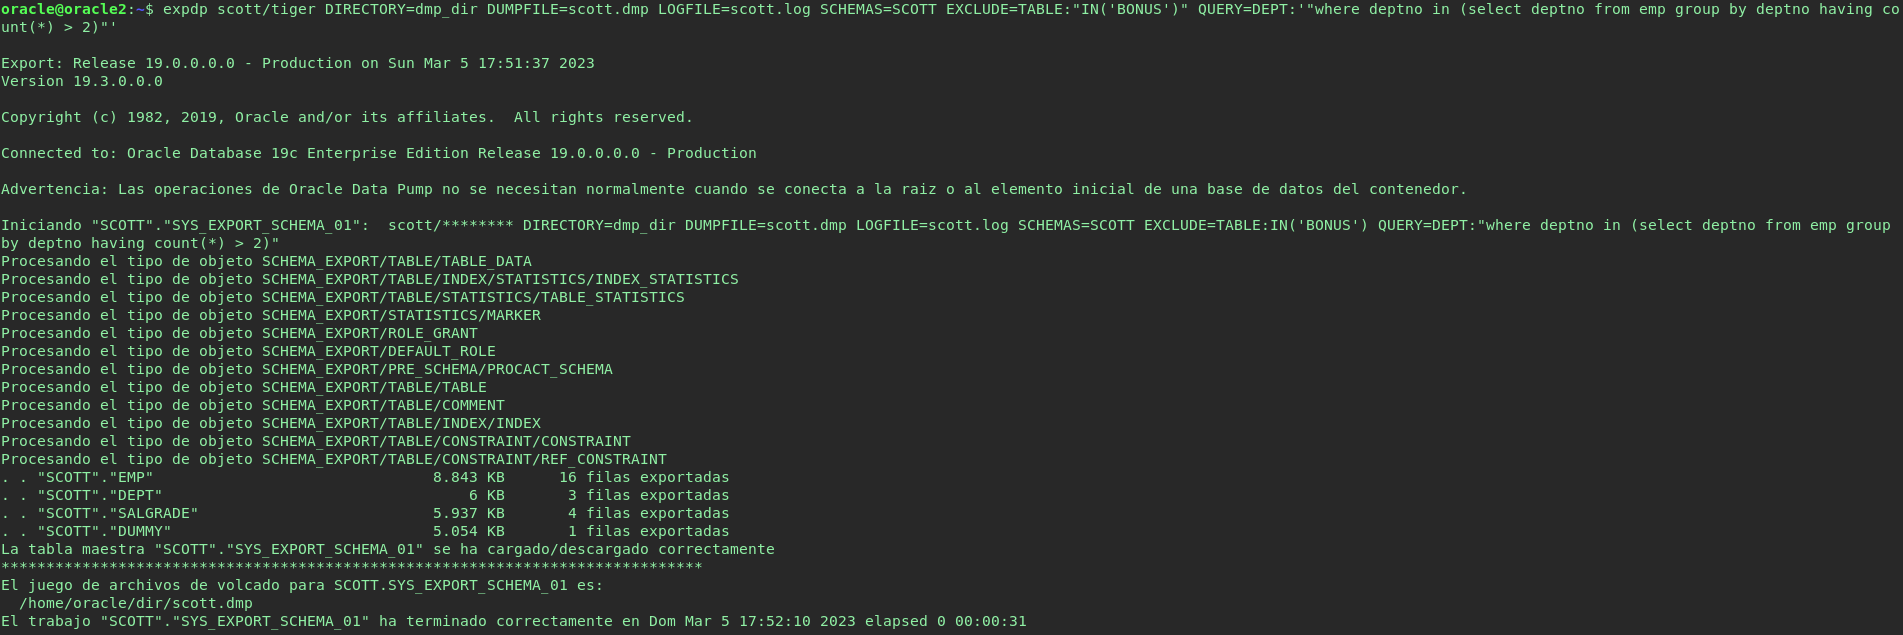 oracle@oracle2:~$ expdp scott/tiger DIRECTORY=dmp_dir DUMPFILE=scott.dmp LOGFILE=scott.log SCHEMAS=SCOTT EXCLUDE=TABLE:"IN('BONUS')" QUERY=DEPT:'"where deptno in (select deptno from emp group by deptno having co
unt(*) > 2)"'

Export: Release 19.0.0.0.0 - Production on Sun Mar 5 17:51:37 2023
Version 19.3.0.0.0

Copyright (c) 1982, 2019, Oracle and/or its affiliates.  All rights reserved.

Connected to: Oracle Database 19c Enterprise Edition Release 19.0.0.0.0 - Production

Advertencia: Las operaciones de Oracle Data Pump no se necesitan normalmente cuando se conecta a la raiz o al elemento inicial de una base de datos del contenedor.

Iniciando "SCOTT"."SYS_EXPORT_SCHEMA_01":  scott/******** DIRECTORY=dmp_dir DUMPFILE=scott.dmp LOGFILE=scott.log SCHEMAS=SCOTT EXCLUDE=TABLE:IN('BONUS') QUERY=DEPT:"where deptno in (select deptno from emp group
by deptno having count(*) > 2)"
Procesando el tipo de objeto SCHEMA_EXPORT/TABLE/TABLE_DATA
Procesando el tipo de objeto SCHEMA_EXPORT/TABLE/INDEX/STATISTICS/INDEX_STATISTICS
Procesando el tipo de objeto SCHEMA_EXPORT/TABLE/STATISTICS/TABLE_STATISTICS
Procesando el tipo de objeto SCHEMA_EXPORT/STATISTICS/MARKER
Procesando el tipo de objeto SCHEMA_EXPORT/ROLE_GRANT
Procesando el tipo de objeto SCHEMA_EXPORT/DEFAULT_ROLE
Procesando el tipo de objeto SCHEMA_EXPORT/PRE_SCHEMA/PROCACT_SCHEMA
Procesando el tipo de objeto SCHEMA_EXPORT/TABLE/TABLE
Procesando el tipo de objeto SCHEMA_EXPORT/TABLE/COMMENT
Procesando el tipo de objeto SCHEMA_EXPORT/TABLE/INDEX/INDEX
Procesando el tipo de objeto SCHEMA_EXPORT/TABLE/CONSTRAINT/CONSTRAINT
Procesando el tipo de objeto SCHEMA_EXPORT/TABLE/CONSTRAINT/REF_CONSTRAINT
. . "SCOTT"."EMP"                               8.843 KB      16 filas exportadas
. . "SCOTT"."DEPT"                                  6 KB       3 filas exportadas
. . "SCOTT"."SALGRADE"                          5.937 KB       4 filas exportadas
. . "SCOTT"."DUMMY"                             5.054 KB       1 filas exportadas
La tabla maestra "SCOTT"."SYS_EXPORT_SCHEMA_01" se ha cargado/descargado correctamente
******************************************************************************
El juego de archivos de volcado para SCOTT.SYS_EXPORT_SCHEMA_01 es:
  /home/oracle/dir/scott.dmp
El trabajo "SCOTT"."SYS_EXPORT_SCHEMA_01" ha terminado correctamente en Dom Mar 5 17:52:10 2023 elapsed 0 00:00:31